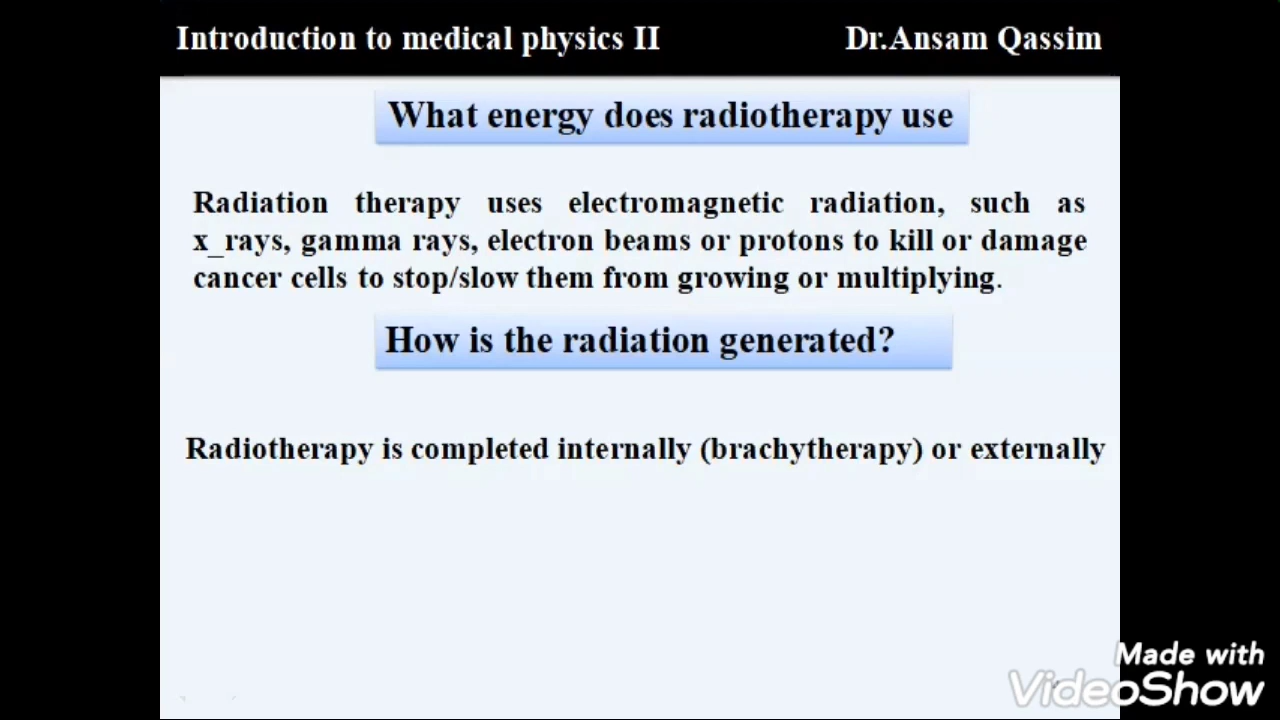 Introduction to medical physics II
Dr.Ansam Qassim
What energy does radiotherapy use
Radiation therapy uses electromagnetic radiation, such as
x_rays, gamma rays, electron beams or protons to kill or damage
cancer cells to stop/slow them from growing or multiplying.
How is the radiation generated?
Radiotherapy is completed internally (brachytherapy) or externally
Made with
VideoShow